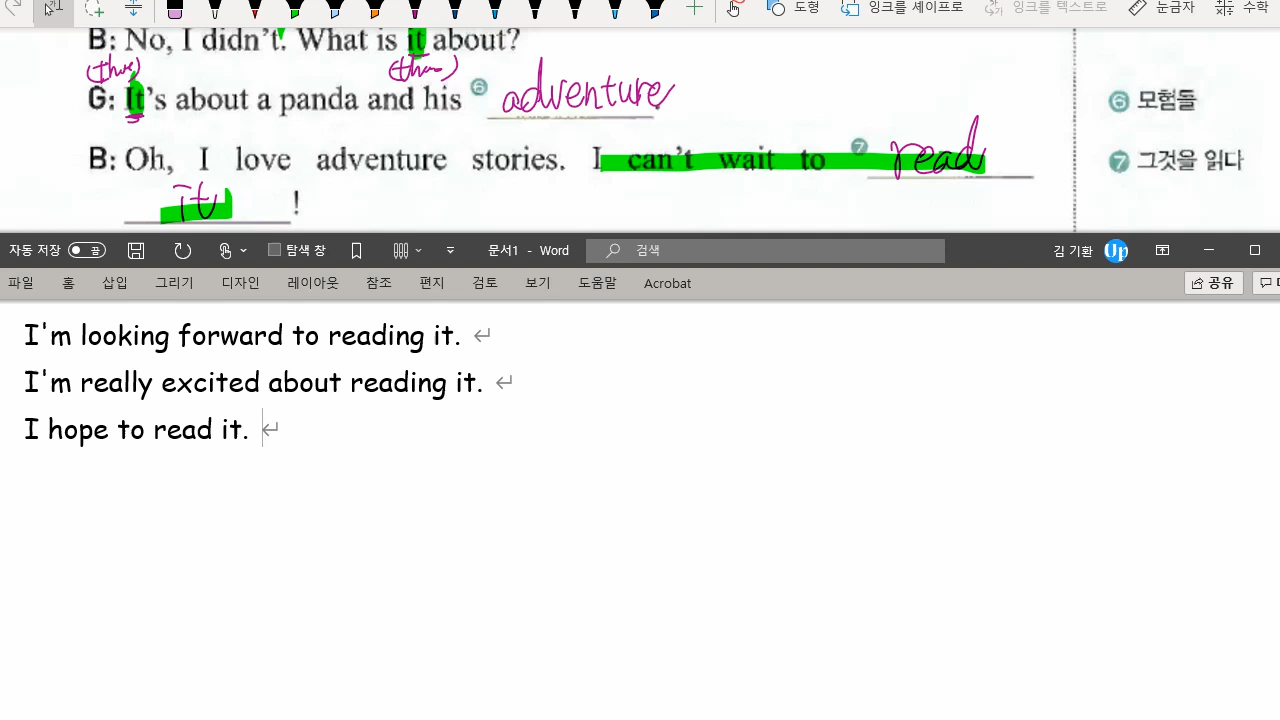 도형 잉크를 셰이프로 잉크를 텍스트로 눈금자 수학
B: No, I didn't. What is it about?
G: It's about a panda and his ⑥ adventure ⑥ 모험들
B: Oh, I love adventure stories. I can't wait to ⑦ read ⑦ 그것을 읽다
it !
자동 저장 끔 탐색 창 문서1 - Word 검색 김 기환 Up
파일 홈 삽입 그리기 디자인 레이아웃 참조 편지 검토 보기 도움말 Acrobat 공유
I'm looking forward to reading it.
I'm really excited about reading it.
I hope to read it.